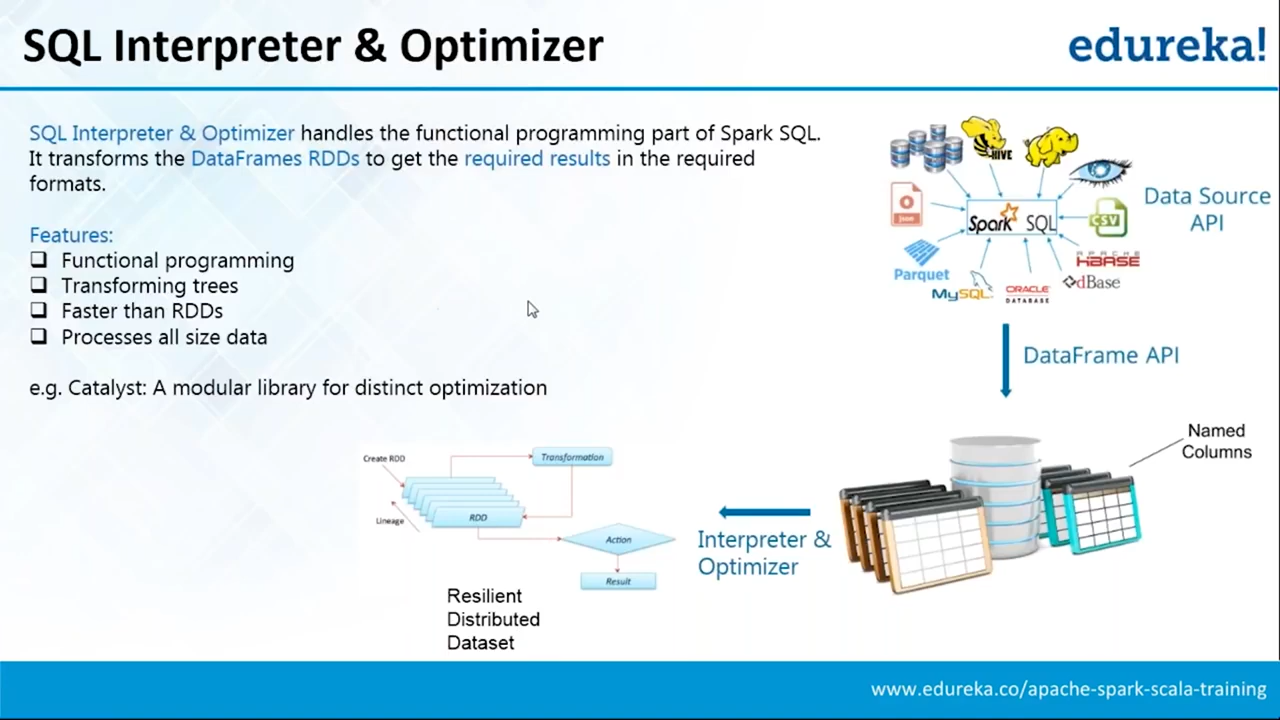 SQL Interpreter & Optimizer
edureka!
SQL Interpreter & Optimizer handles the functional programming part of Spark SQL.
It transforms the DataFrames RDDs to get the required results in the required
formats.
Features:
Functional programming
Transforming trees
Faster than RDDs
Processes all size data
e.g. Catalyst: A modular library for distinct optimization
HIVE
json
Spark SQL
CSV
Data Source
API
Parquet
APACHE
HBASE
MySQL
ORACLE
DATABASE
dBase
DataFrame API
Named
Columns
Create RDD
Transformation
Lineage
RDD
Action
Result
Interpreter &
Optimizer
Resilient
Distributed
Dataset
www.edureka.co/apache-spark-scala-training